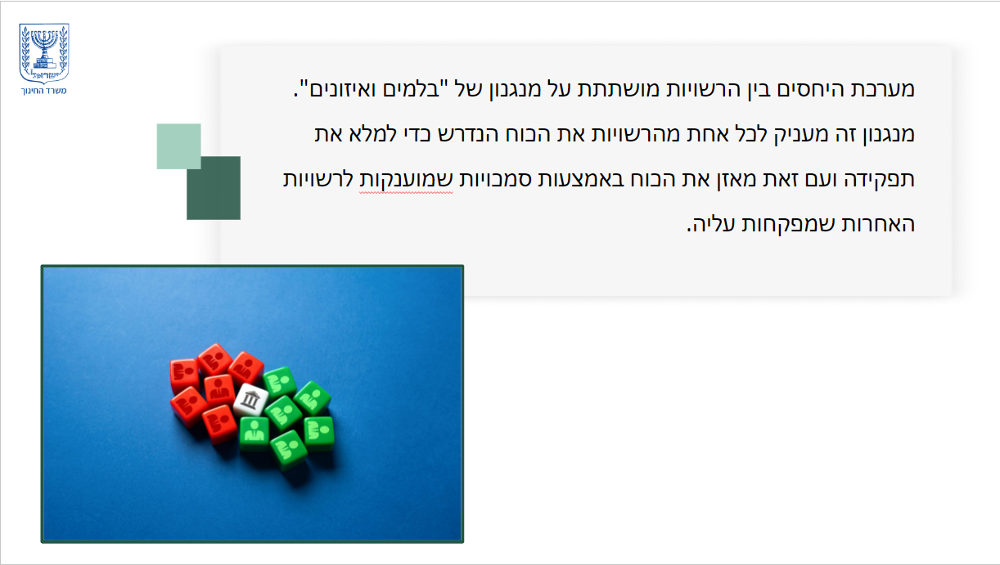 משרד החינוך
מערכת היחסים בין הרשויות מושתתת על מנגנון של "בלמים ואיזונים".
מנגנון זה מעניק לכל אחת מהרשויות את הכוח הנדרש כדי למלא את
תפקידה ועם זאת מאזן את הכוח באמצעות סמכויות שמוענקות לרשויות
האחרות שמפקחות עליה.